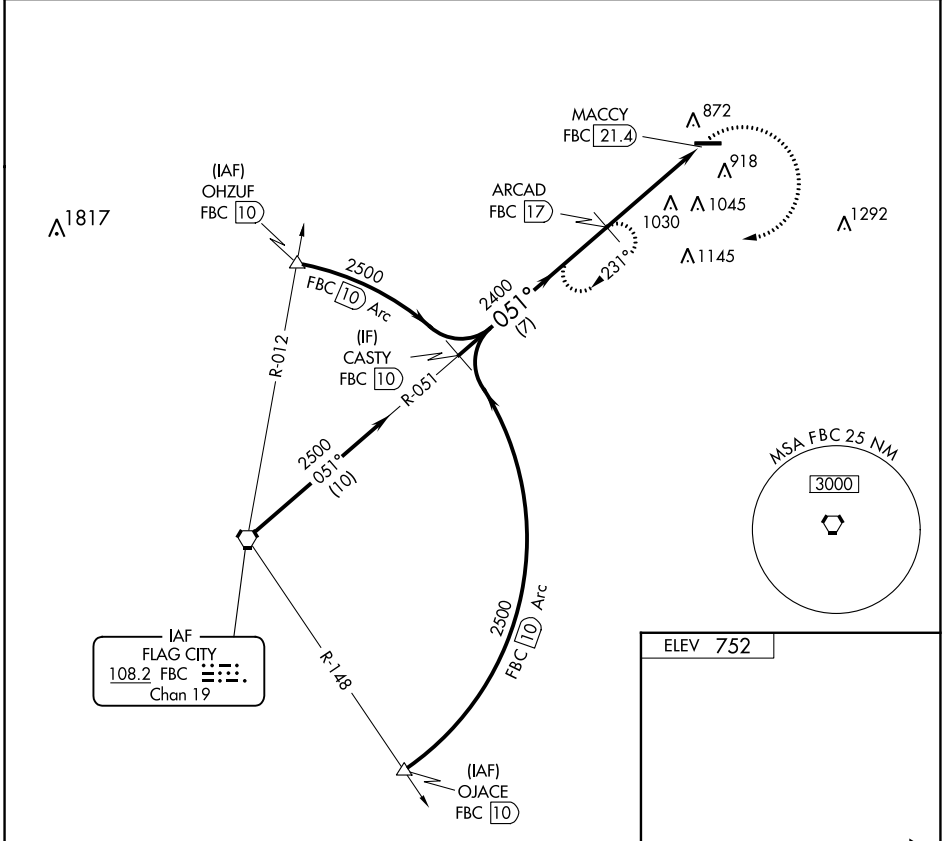 MACCY
FBC 21.4
872
918
(IAF)
OHZUF
FBC 10
ARCAD
FBC 17
1030
1045
1292
1817
1145
231°
2500
FBC 10 Arc
2400
051°
(7)
(IF)
CASTY
FBC 10
R-012
R-051
2500
051°
(10)
MSA FBC 25 NM
3000
2500
FBC 10 Arc
IAF
FLAG CITY
108.2 FBC
Chan 19
R-148
(IAF)
OJACE
FBC 10
ELEV 752